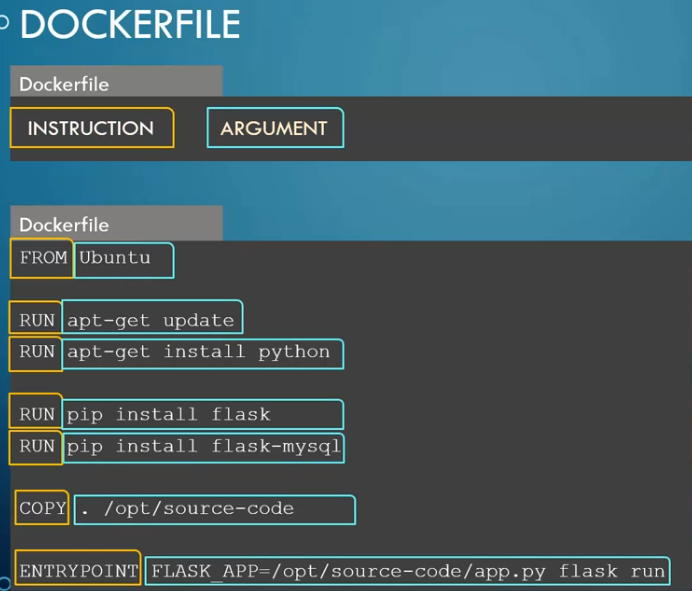 DOCKERFILE
Dockerfile
INSTRUCTION ARGUMENT
Dockerfile
FROM Ubuntu
RUN apt-get update
RUN apt-get install python
RUN pip install flask
RUN pip install flask-mysql
COPY . /opt/source-code
ENTRYPOINT FLASK_APP=/opt/source-code/app.py flask run